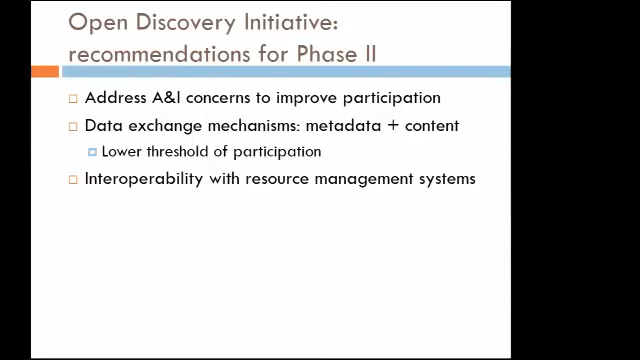 Open Discovery Initiative:
recommendations for Phase II
Address A&I concerns to improve participation
Data exchange mechanisms: metadata + content
Lower threshold of participation
Interoperability with resource management systems